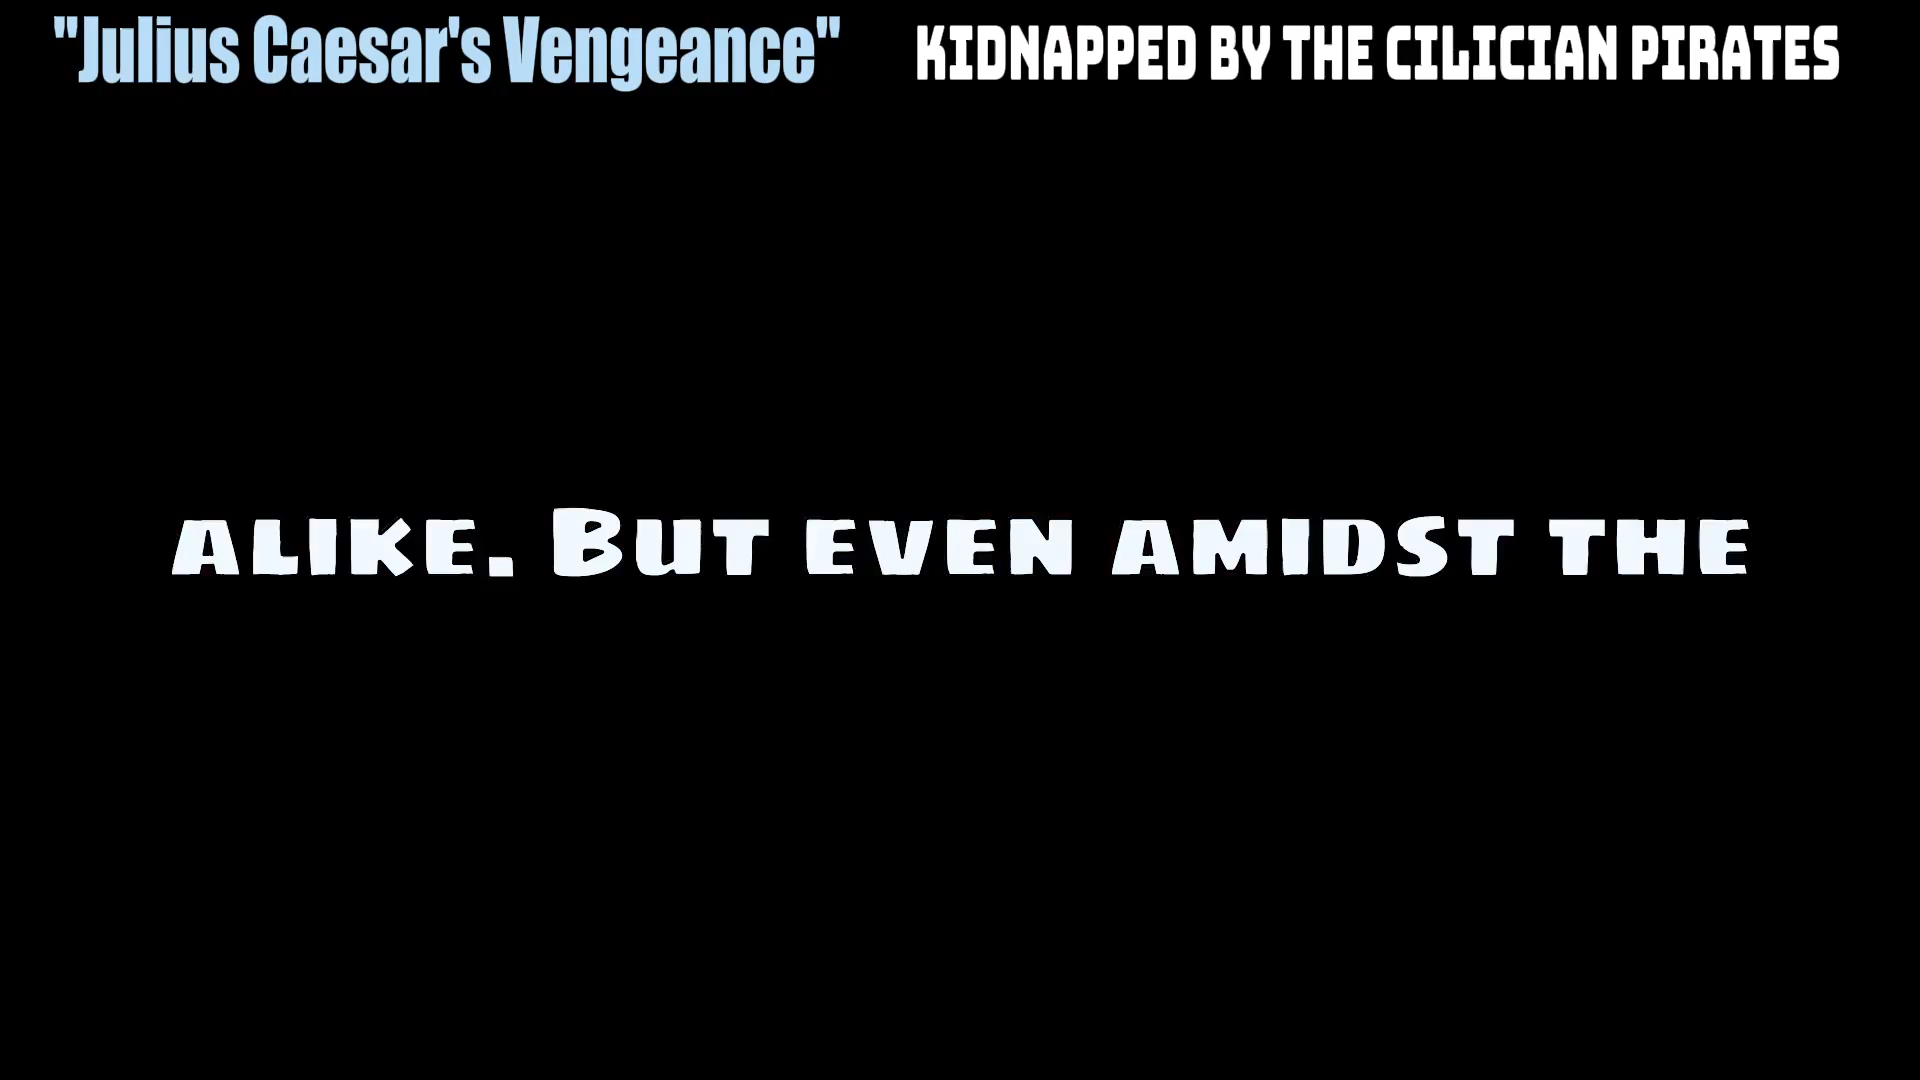 "Julius Caesar's Vengeance" KIDNAPPED BY THE CILICIAN PIRATES
ALIKE. BUT EVEN AMIDST THE